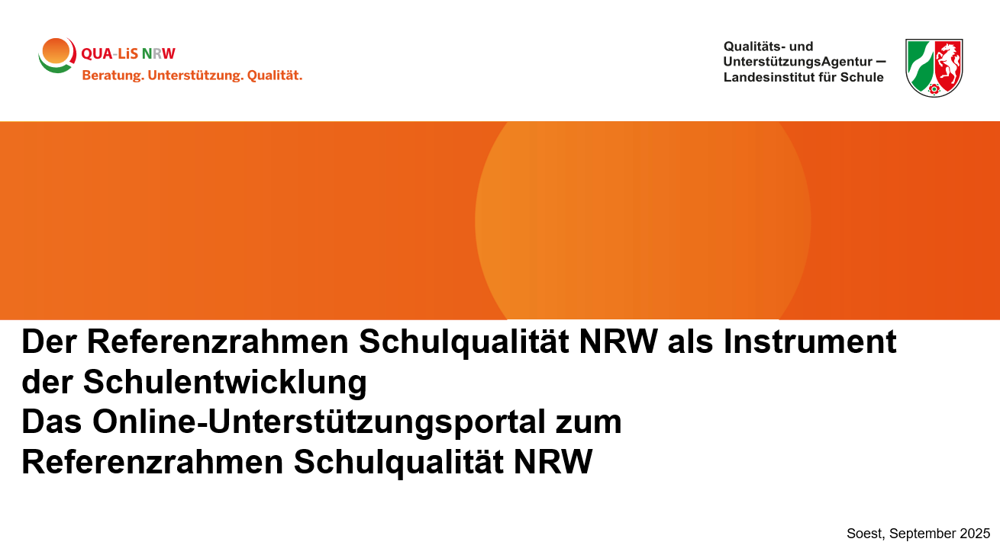 QUA-LiS NRW
Beratung. Unterstützung. Qualität.
Qualitäts- und
UnterstützungsAgentur –
Landesinstitut für Schule
Der Referenzrahmen Schulqualität NRW als Instrument
der Schulentwicklung
Das Online-Unterstützungsportal zum
Referenzrahmen Schulqualität NRW
Soest, September 2025